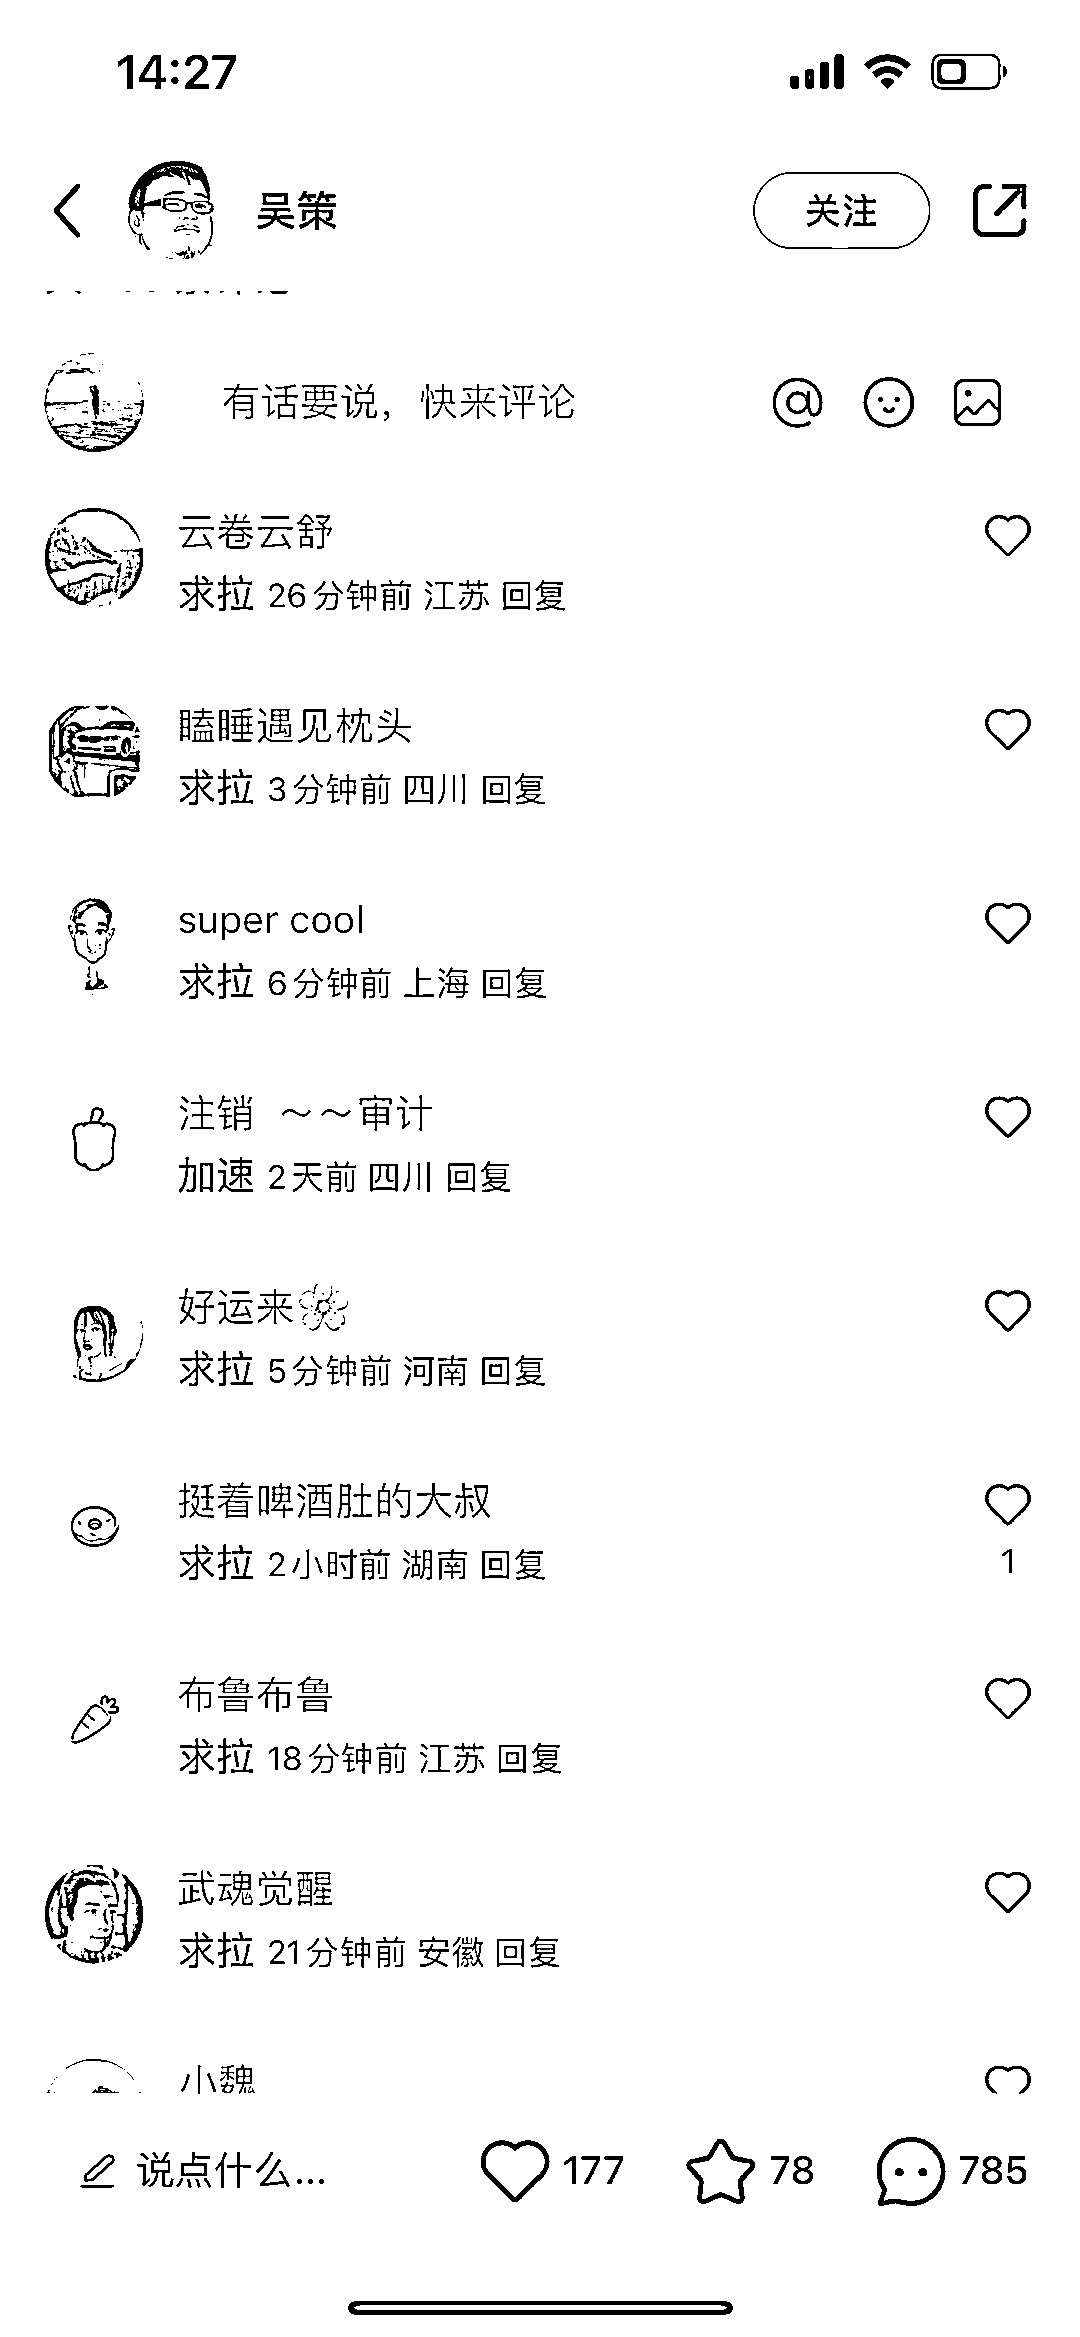 14:27
吴策
关注
有话要说，快来评论
云卷云舒
求拉 26分钟前 江苏 回复
瞌睡遇见枕头
求拉 3分钟前 四川 回复
super cool
求拉 6分钟前 上海 回复
注销 ～～审计
加速 2天前 四川 回复
好运来🌸
求拉 5分钟前 河南 回复
挺着啤酒肚的大叔
求拉 2小时前 湖南 回复
1
布鲁布鲁
求拉 18分钟前 江苏 回复
武魂觉醒
求拉 21分钟前 安徽 回复
小魏
说点什么... 177 78 785